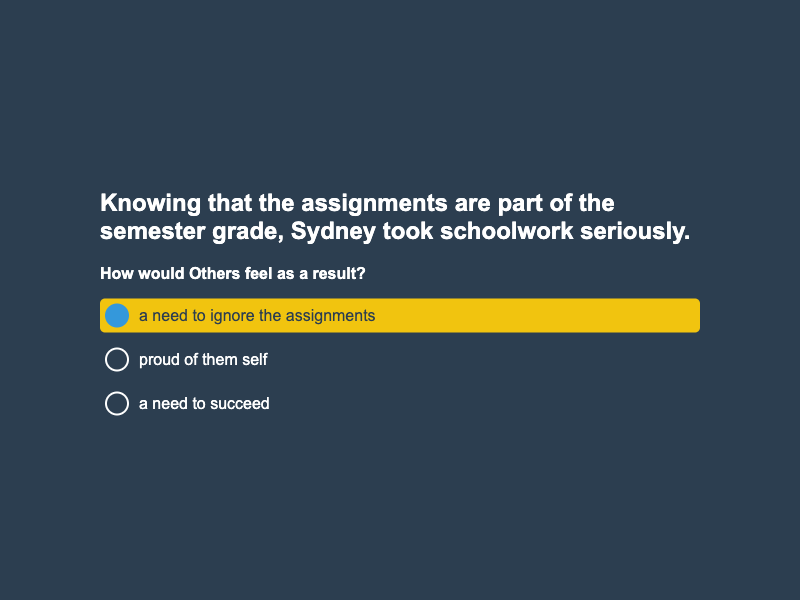 Knowing that the assignments are part of the
semester grade, Sydney took schoolwork seriously.
How would Others feel as a result?
a need to ignore the assignments
proud of them self
a need to succeed